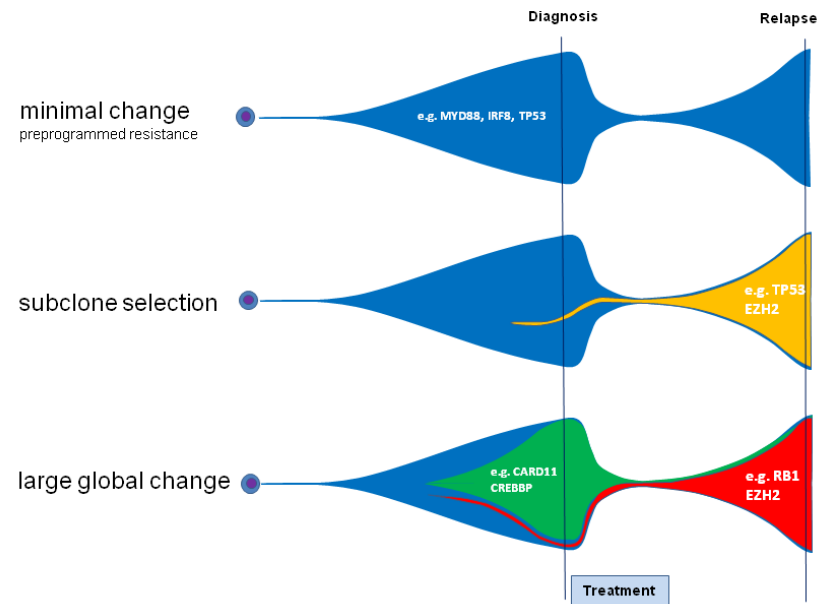 Diagnosis
Relapse
minimal change
preprogrammed resistance
e.g. MYD88, IRF8, TP53
subclone selection
e.g. TP53
EZH2
large global change
e.g. CARD11
CREBBP
e.g. RB1
EZH2
Treatment